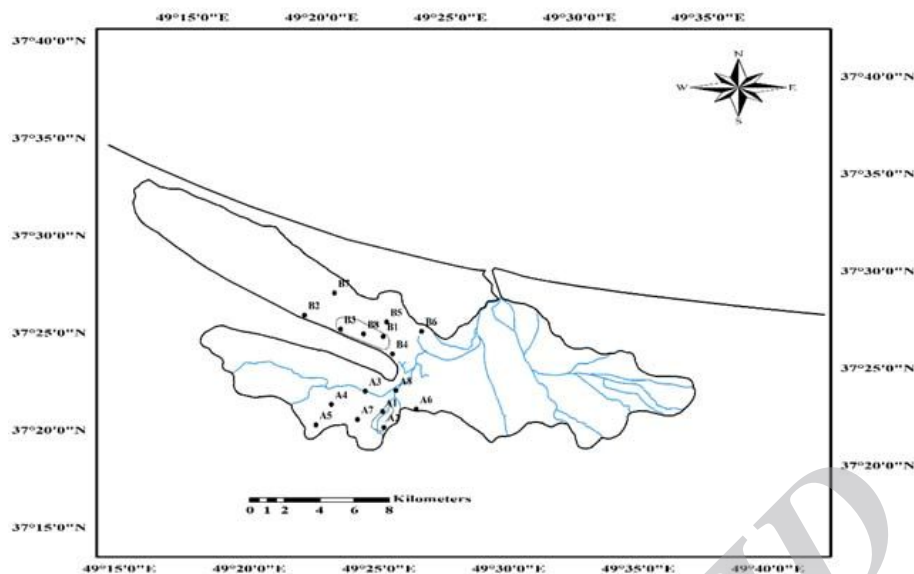 49°15'0"E 49°20'0"E 49°25'0"E 49°30'0"E 49°35'0"E
37°40'0"N
37°40'0"N
N
W E
S
37°35'0"N
37°35'0"N
37°30'0"N
37°30'0"N
B7
B2
B3
B8
B5
B1
B6
B4
37°25'0"N
37°25'0"N
A3
A8
A4
A5
A7
A1
A2
A6
37°20'0"N
37°20'0"N
Kilometers
0 1 2 4 6 8
37°15'0"N
49°15'0"E 49°20'0"E 49°25'0"E 49°30'0"E 49°35'0"E 49°40'0"E